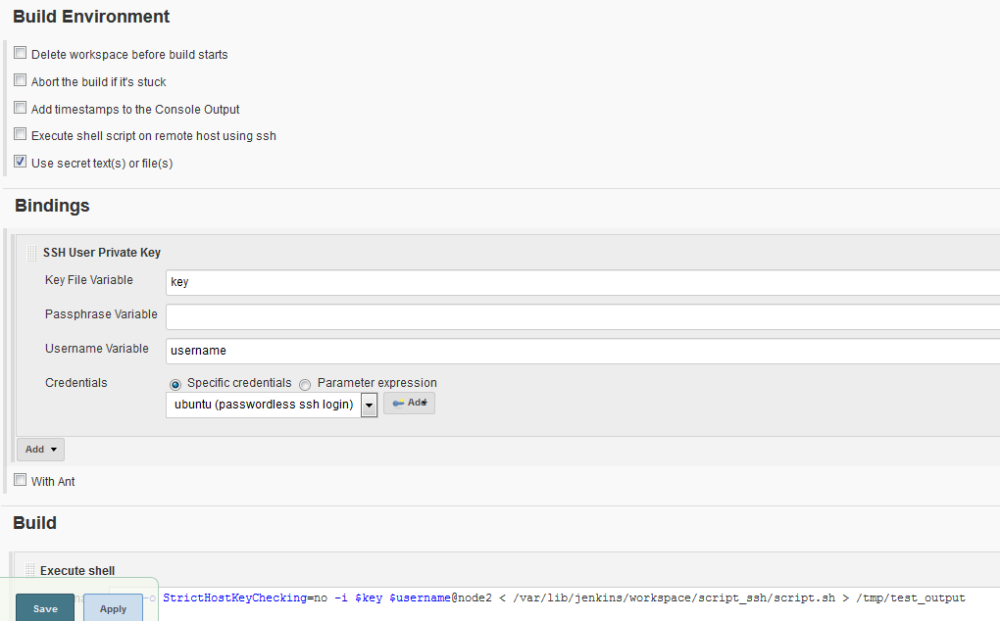 Build Environment
Delete workspace before build starts
Abort the build if it's stuck
Add timestamps to the Console Output
Execute shell script on remote host using ssh
Use secret text(s) or file(s)
Bindings
SSH User Private Key
Key File Variable key
Passphrase Variable
Username Variable username
Credentials Specific credentials Parameter expression
ubuntu (passwordless ssh login) Add
Add
With Ant
Build
Execute shell
-o StrictHostKeyChecking=no -i $key $username@node2 < /var/lib/jenkins/workspace/script_ssh/script.sh > /tmp/test_output
Save Apply